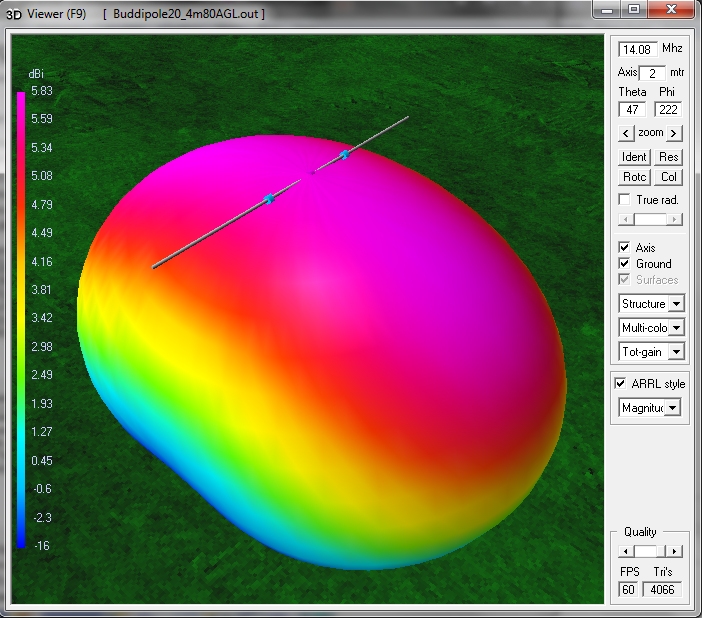 3D Viewer (F9) [ Buddipole20_4m80AGL.out ]
dBi
5.83
5.59
5.34
5.08
4.79
4.49
4.16
3.81
3.42
2.98
2.49
1.93
1.27
0.45
-0.6
-2.3
-16
14.08 Mhz
Axis 2 mtr
Theta Phi
47 222
< zoom >
Ident Res
Rotc Col
True rad.
Axis
Ground
Surfaces
Structure
Multi-colo
Tot-gain
ARRL style
Magnituc
Quality
FPS Tri's
60 4066